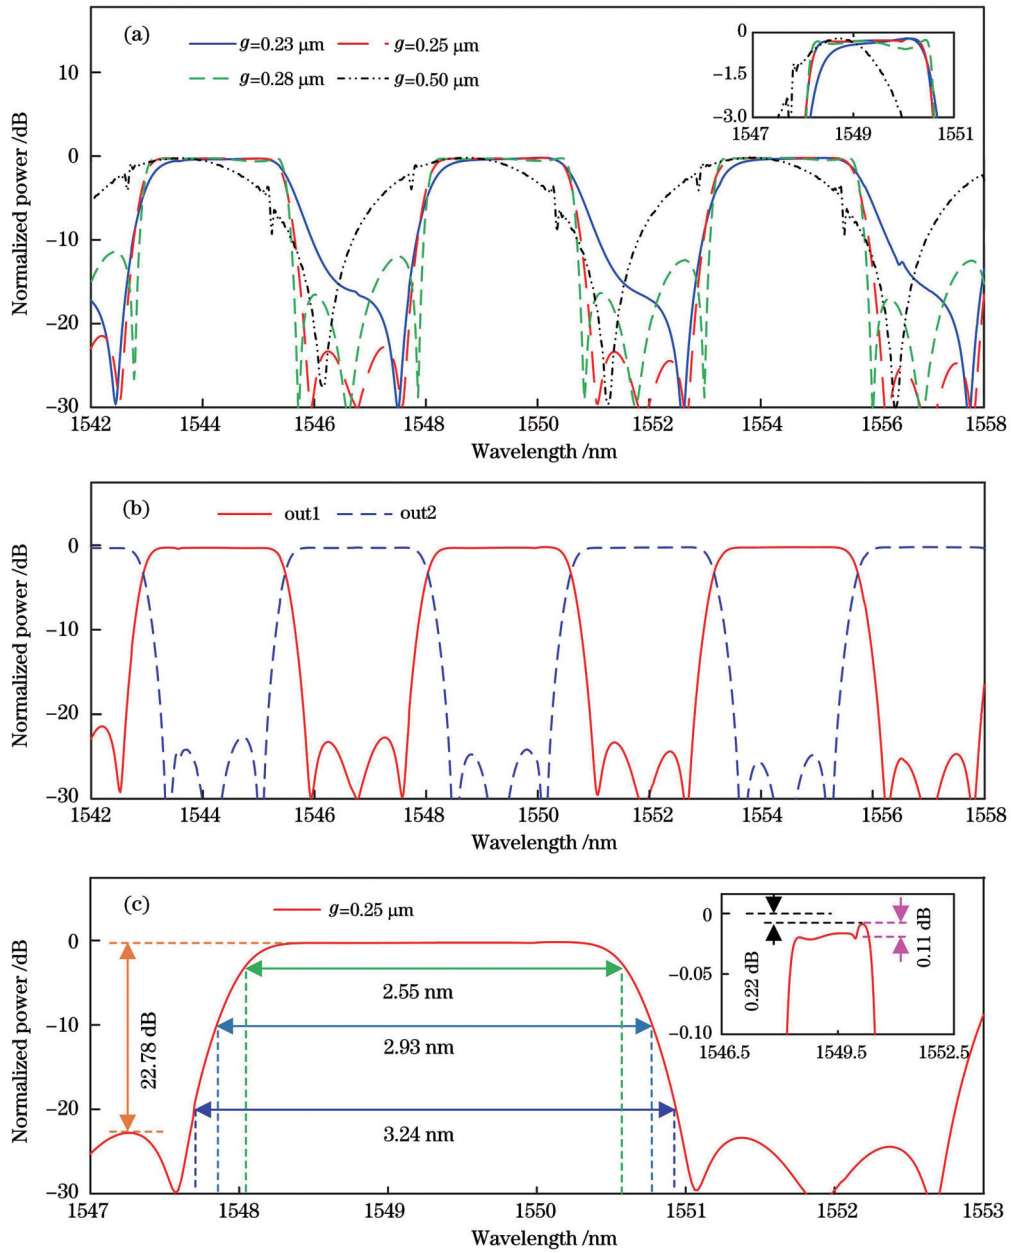 (a)
g=0.23 μm
g=0.25 μm
g=0.28 μm
g=0.50 μm
0
-1.5
-3.0
1547
1549
1551
10
0
-10
-20
-30
Normalized power /dB
1542
1544
1546
1548
1550
1552
1554
1556
1558
Wavelength /nm
(b)
out1
out2
0
-10
-20
-30
Normalized power /dB
1542
1544
1546
1548
1550
1552
1554
1556
1558
Wavelength /nm
(c)
g=0.25 μm
0
-0.05
-0.10
0.22 dB
0.11 dB
1546.5
1549.5
1552.5
0
-10
-20
-30
Normalized power /dB
22.78 dB
2.55 nm
2.93 nm
3.24 nm
1547
1548
1549
1550
1551
1552
1553
Wavelength /nm